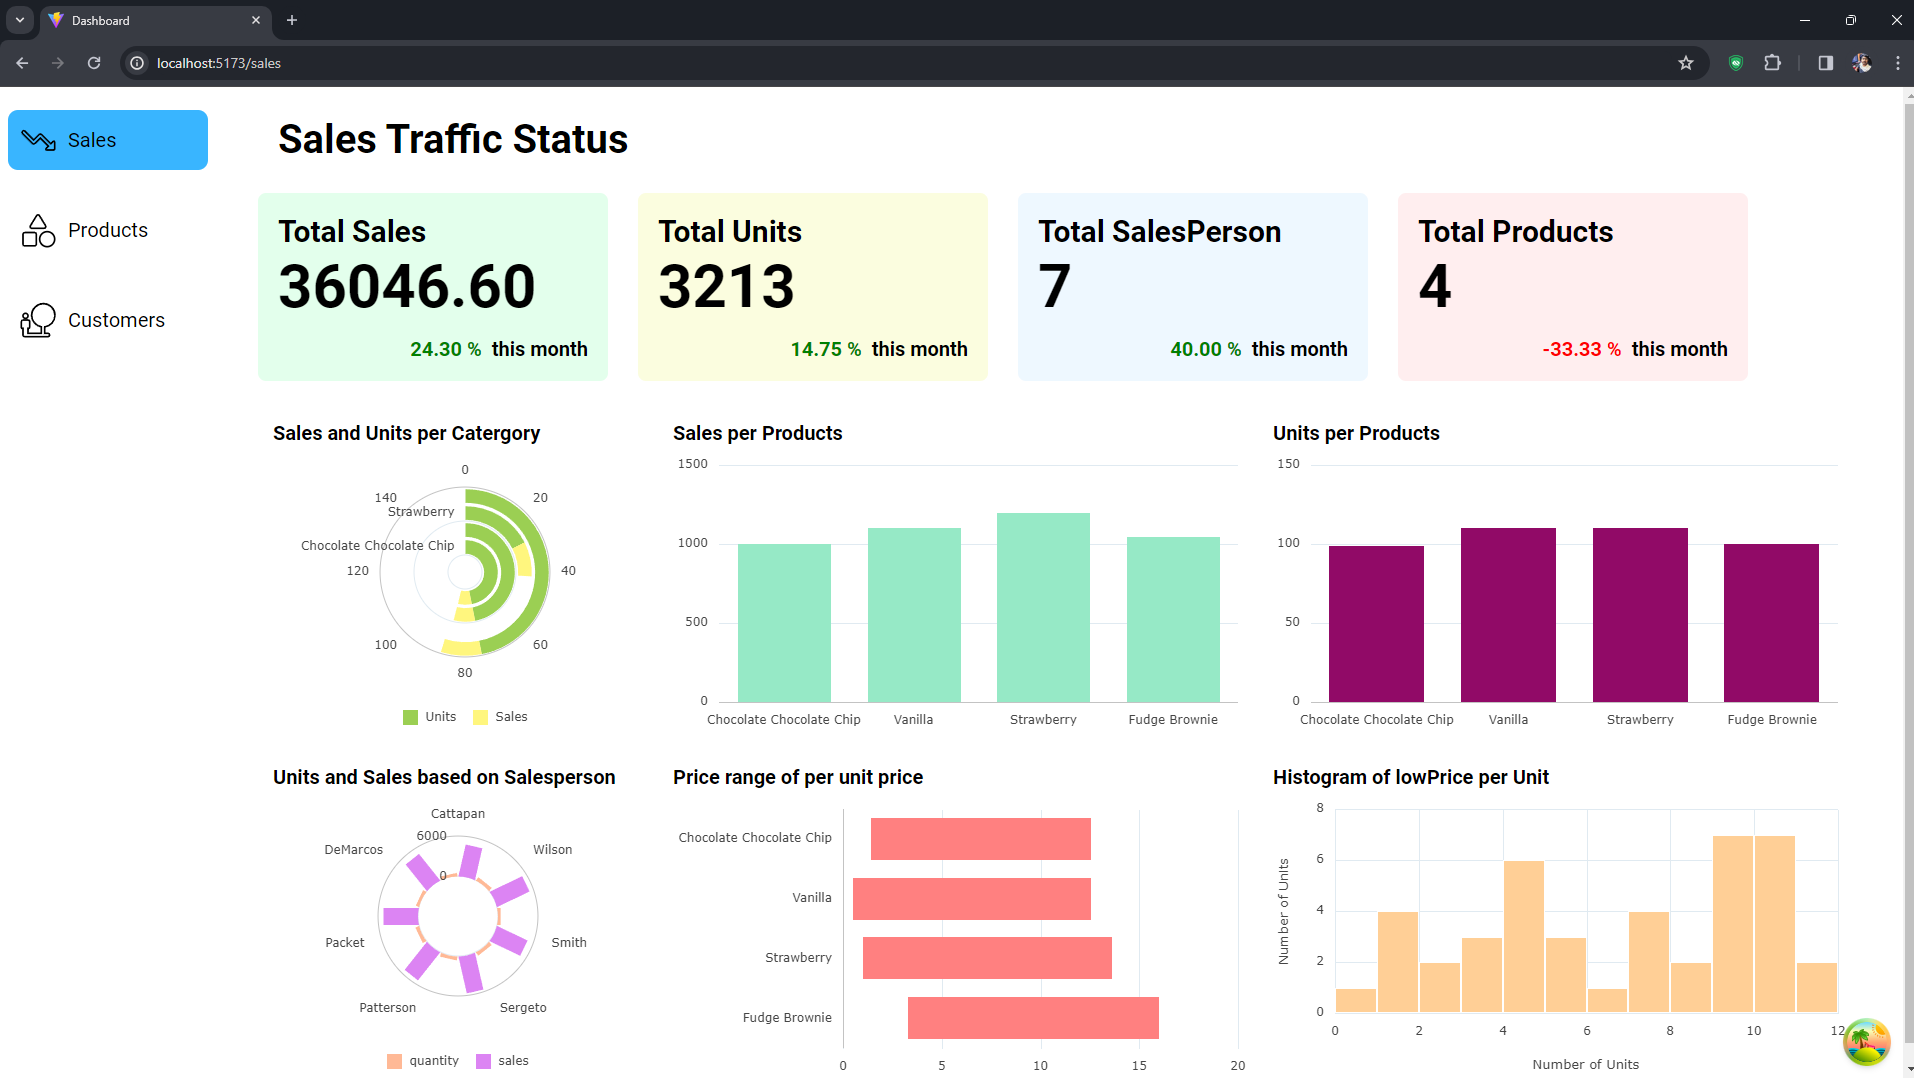 Dashboard
localhost:5173/sales
Sales
Products
Customers
Sales Traffic Status
Total Sales
36046.60
24.30 % this month
Total Units
3213
14.75 % this month
Total SalesPerson
7
40.00 % this month
Total Products
4
-33.33 % this month
Sales and Units per Catergory
0
20
40
60
80
100
120
140
Strawberry
Chocolate Chocolate Chip
Units Sales
Sales per Products
1500
1000
500
0
Chocolate Chocolate Chip Vanilla Strawberry Fudge Brownie
Units per Products
150
100
50
0
Chocolate Chocolate Chip Vanilla Strawberry Fudge Brownie
Units and Sales based on Salesperson
Cattapan
Wilson
Smith
Sergeto
Patterson
Packet
DeMarcos
6000
0
quantity sales
Price range of per unit price
Chocolate Chocolate Chip
Vanilla
Strawberry
Fudge Brownie
0 5 10 15 20
Histogram of lowPrice per Unit
Number of Units
8
6
4
2
0
0 2 4 6 8 10 12
Number of Units